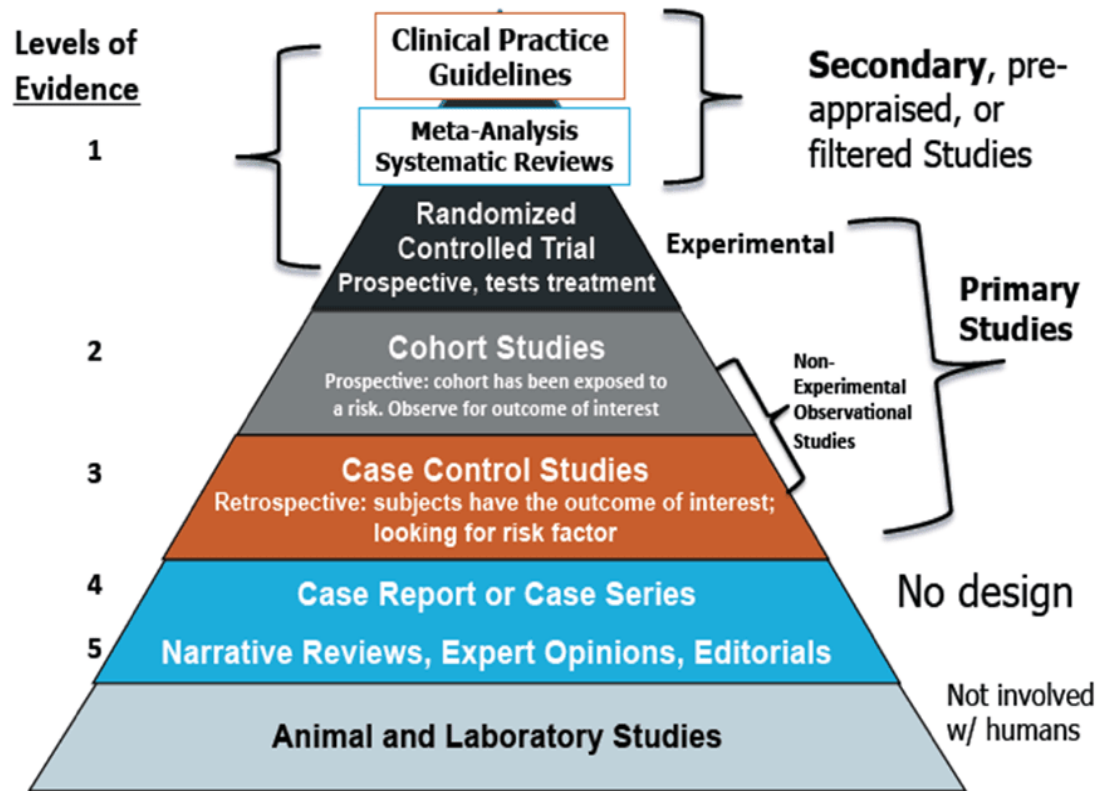 Levels of
Evidence
1
2
3
4
5
Clinical Practice
Guidelines
Meta-Analysis
Systematic Reviews
Randomized
Controlled Trial
Prospective, tests treatment
Cohort Studies
Prospective: cohort has been exposed to
a risk. Observe for outcome of interest
Case Control Studies
Retrospective: subjects have the outcome of interest;
looking for risk factor
Case Report or Case Series
Narrative Reviews, Expert Opinions, Editorials
Animal and Laboratory Studies
Secondary, pre-
appraised, or
filtered Studies
Experimental
Non-
Experimental
Observational
Studies
Primary
Studies
No design
Not involved
w/ humans